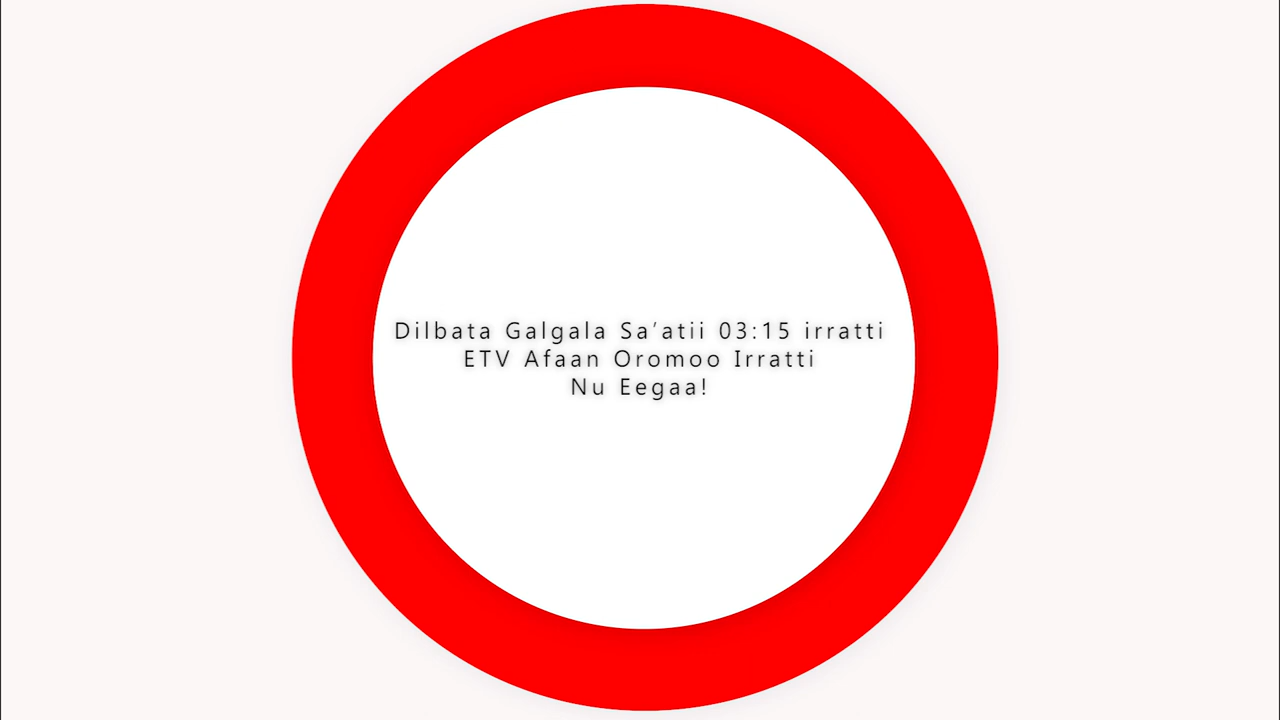 Dilbata Galgala Sa’atii 03:15 irratti
ETV Afaan Oromoo Irratti
Nu Eegaa!